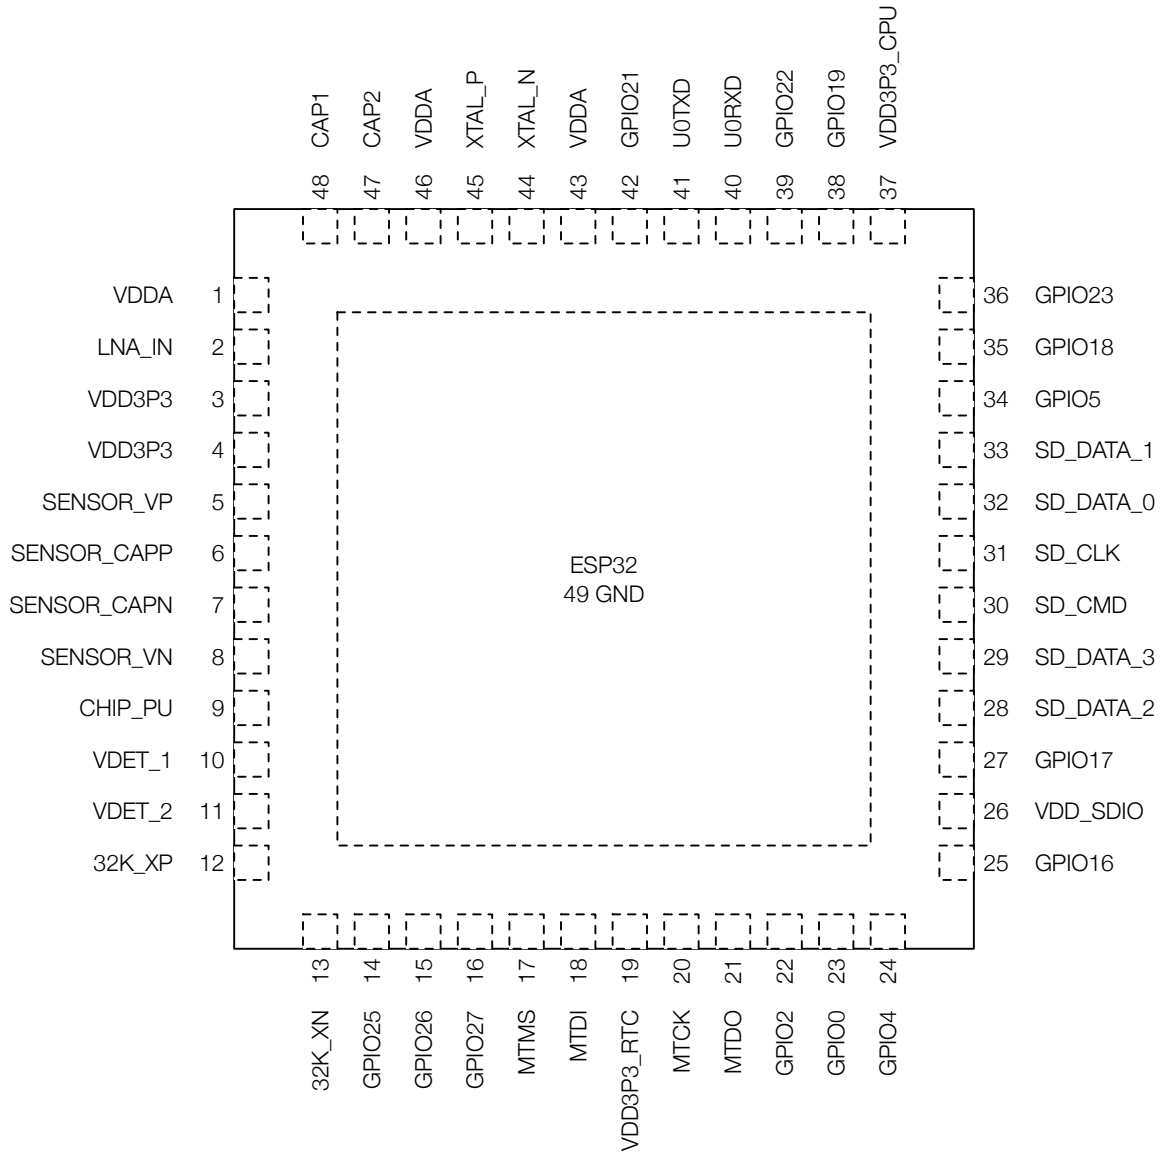 CAP1 48
CAP2 47
VDDA 46
XTAL_P 45
XTAL_N 44
VDDA 43
GPIO21 42
U0TXD 41
U0RXD 40
GPIO22 39
GPIO19 38
VDD3P3_CPU 37
VDDA 1
LNA_IN 2
VDD3P3 3
VDD3P3 4
SENSOR_VP 5
SENSOR_CAPP 6
SENSOR_CAPN 7
SENSOR_VN 8
CHIP_PU 9
VDET_1 10
VDET_2 11
32K_XP 12
ESP32
49 GND
36 GPIO23
35 GPIO18
34 GPIO5
33 SD_DATA_1
32 SD_DATA_0
31 SD_CLK
30 SD_CMD
29 SD_DATA_3
28 SD_DATA_2
27 GPIO17
26 VDD_SDIO
25 GPIO16
32K_XN 13
GPIO25 14
GPIO26 15
GPIO27 16
MTMS 17
MTDI 18
VDD3P3_RTC 19
MTCK 20
MTDO 21
GPIO2 22
GPIO0 23
GPIO4 24